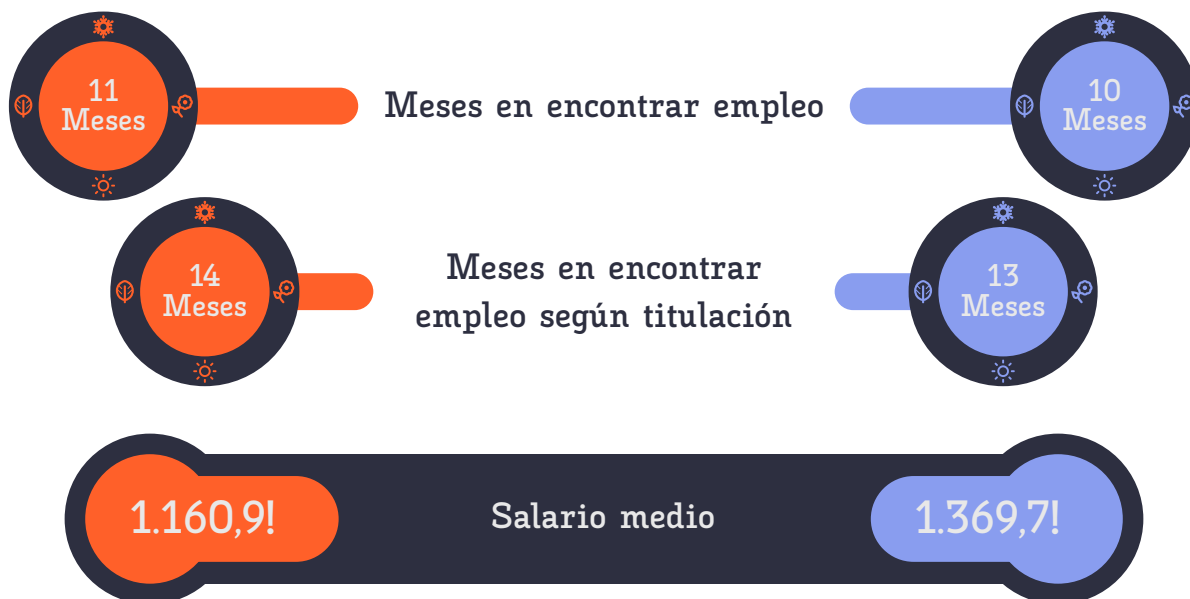 11
Meses
Meses en encontrar empleo
10
Meses
14
Meses
Meses en encontrar
empleo según titulación
13
Meses
1.160,9!
Salario medio
1.369,7!